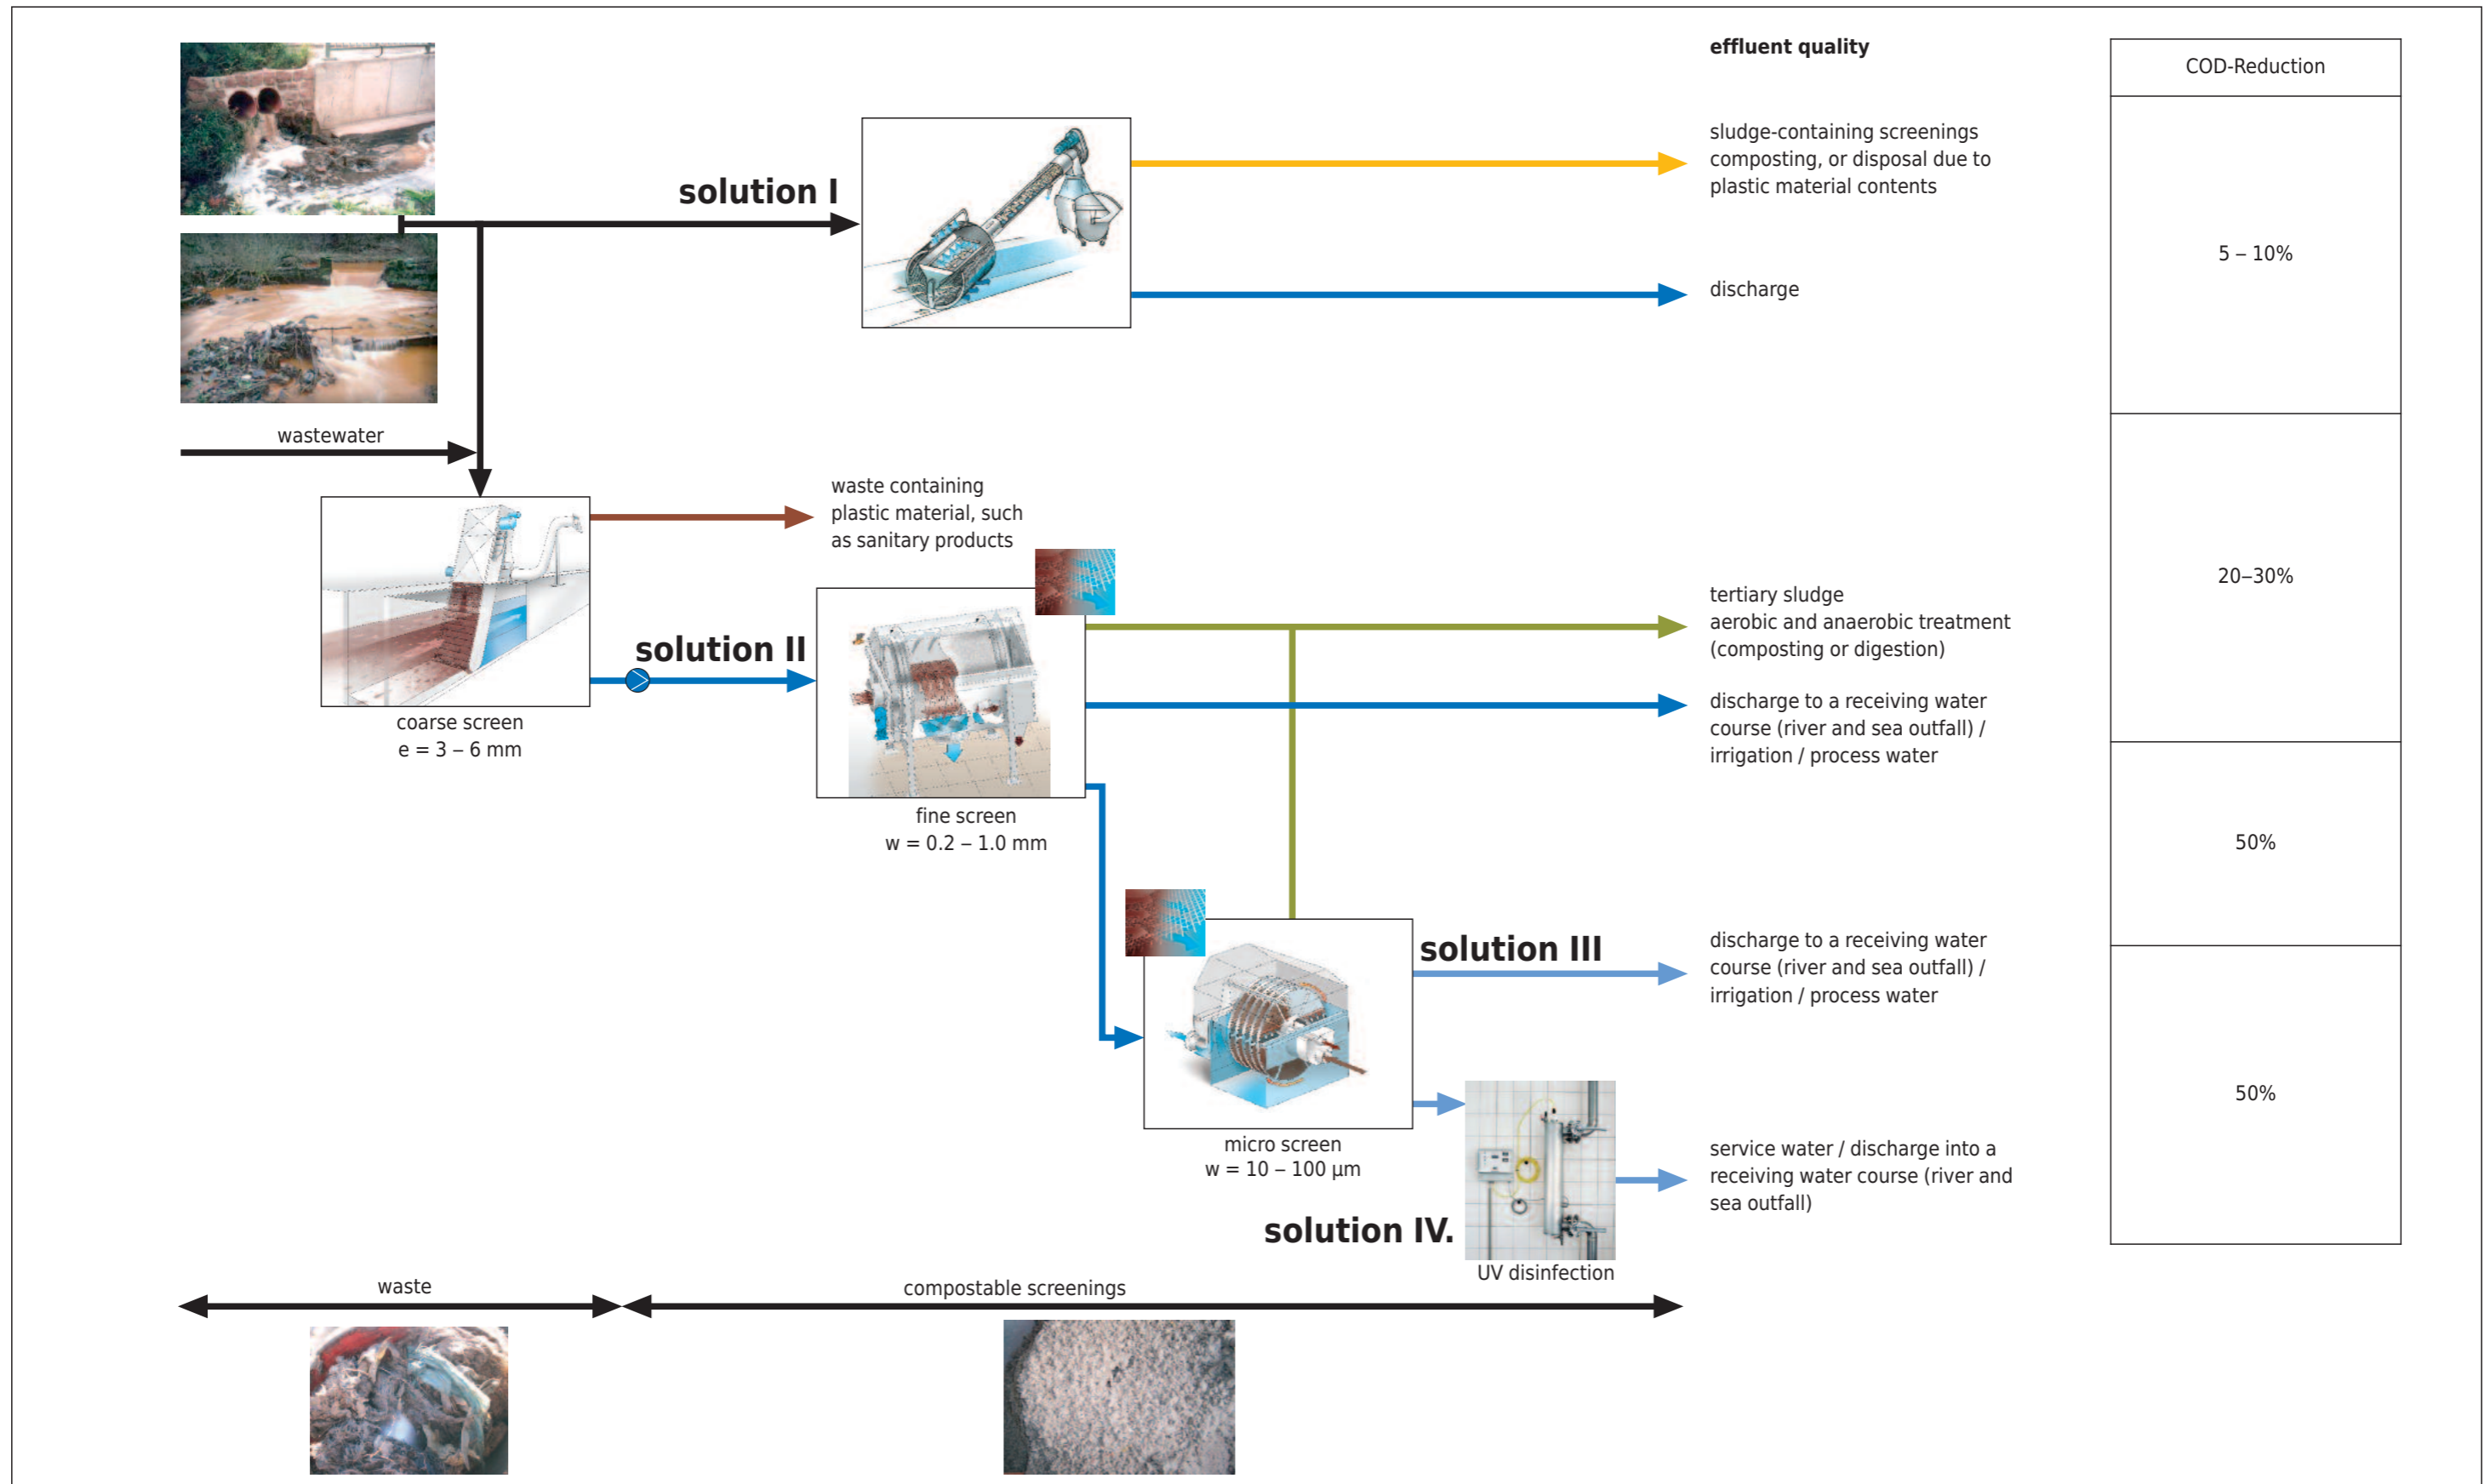 effluent quality
COD-Reduction
solution I
sludge-containing screenings
composting, or disposal due to
plastic material contents
5 – 10%
discharge
wastewater
waste containing
plastic material, such
as sanitary products
coarse screen
e = 3 – 6 mm
solution II
fine screen
w = 0.2 – 1.0 mm
20–30%
tertiary sludge
aerobic and anaerobic treatment
(composting or digestion)
discharge to a receiving water
course (river and sea outfall) /
irrigation / process water
50%
solution III
discharge to a receiving water
course (river and sea outfall) /
irrigation / process water
micro screen
w = 10 – 100 µm
50%
service water / discharge into a
receiving water course (river and
sea outfall)
solution IV.
UV disinfection
waste
compostable screenings